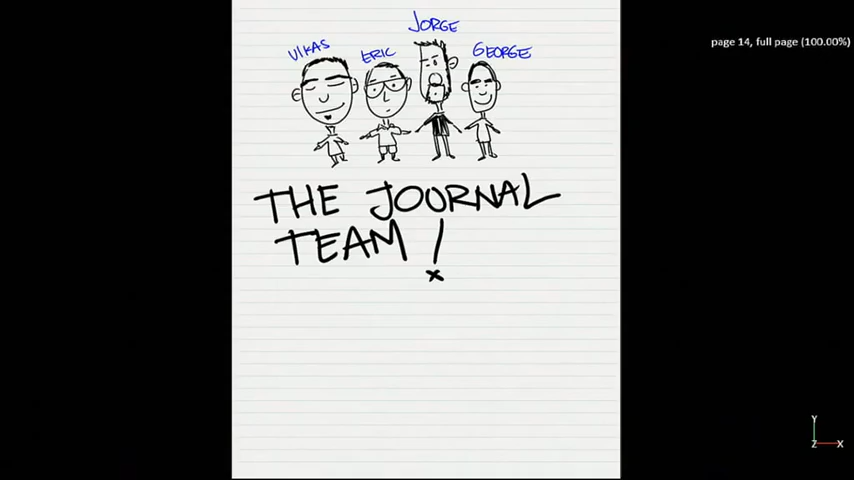 JORGE
VIKAS ERIC GEORGE
THE JOURNAL
TEAM!
page 14, full page (100.00%)
Y
Z X